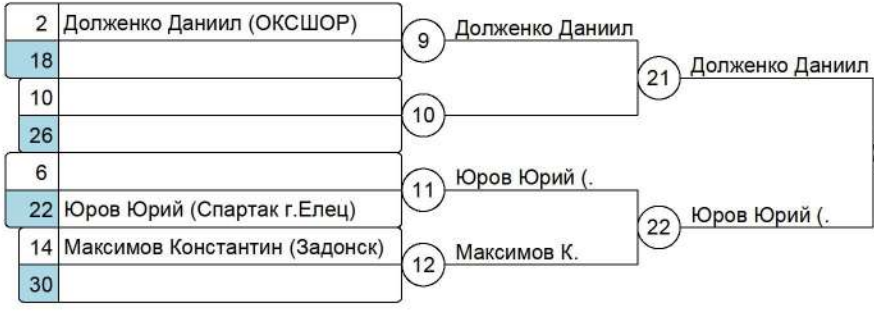 2 Долженко Даниил (ОКСШОР)
18
9 Долженко Даниил
21 Долженко Даниил
10
26
10
6
22 Юров Юрий (Спартак г.Елец)
11 Юров Юрий (.
22 Юров Юрий (.
14 Максимов Константин (Задонск)
30
12 Максимов К.